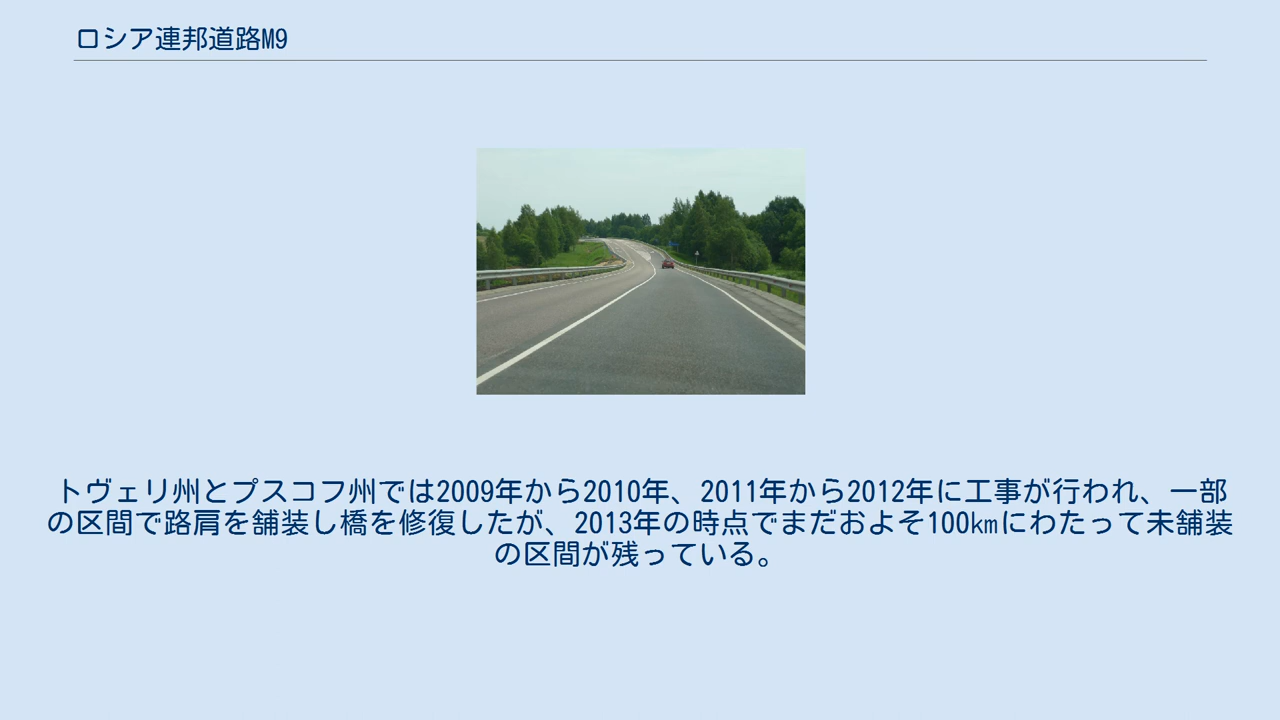 ロシア連邦道路M9
トヴェリ州とプスコフ州では2009年から2010年、2011年から2012年に工事が行われ、一部
の区間で路肩を舗装し橋を修復したが、2013年の時点でまだおよそ100kmにわたって未舗装
の区間が残っている。